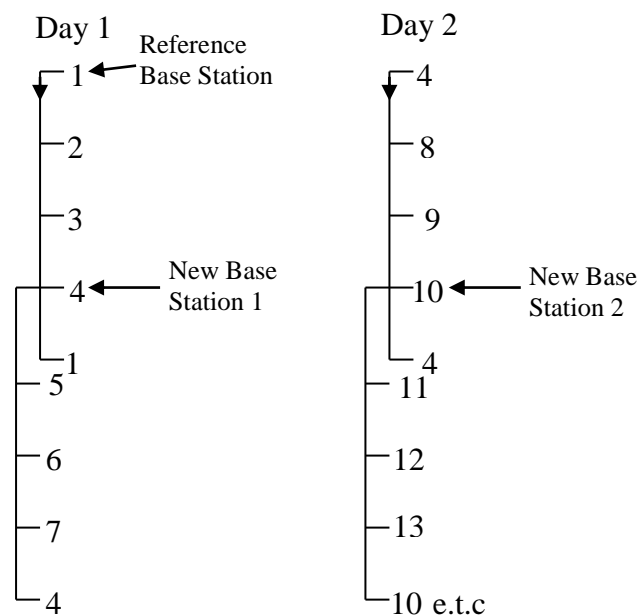 Day 1
1
Reference
Base Station
2
3
4
New Base
Station 1
1
5
6
7
4
Day 2
4
8
9
10
New Base
Station 2
4
11
12
13
10 e.t.c